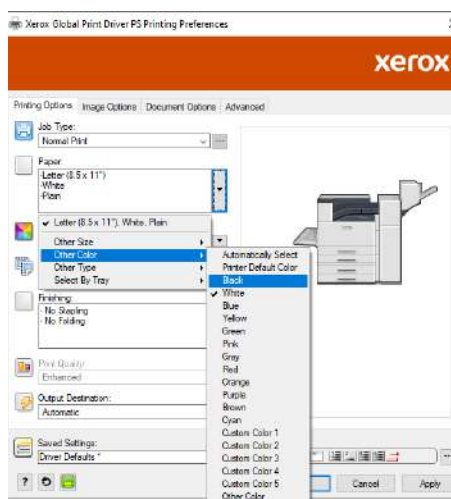 Xerox Global Print Driver PS Printing Preferences
xerox
Printing Options
Image Options
Document Options
Advanced
Job Type:
Normal Print
Paper:
-Letter (8.5 x 11")
-White
-Plain
Letter (8.5 x 11"), White, Plain
Other Size
Other Color
Other Type
Select By Tray
Automatically Select
Printer Default Color
Black
White
Blue
Yellow
Green
Pink
Gray
Red
Orange
Purple
Brown
Cyan
Custom Color 1
Custom Color 2
Custom Color 3
Custom Color 4
Custom Color 5
Other Color
Finishing:
- No Stapling
- No Folding
Print Quality:
Enhanced
Output Destination:
Automatic
Saved Settings:
Driver Defaults *
?
Cancel
Apply